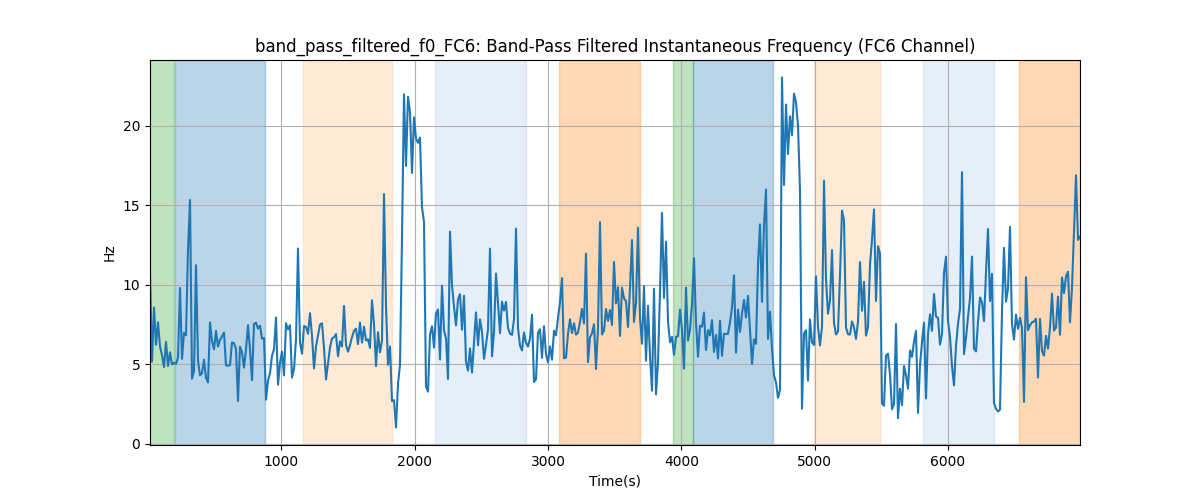 band_pass_filtered_f0_FC6: Band-Pass Filtered Instantaneous Frequency (FC6 Channel)
20
15
10
5
0
Hz
1000 2000 3000 4000 5000 6000
Time(s)